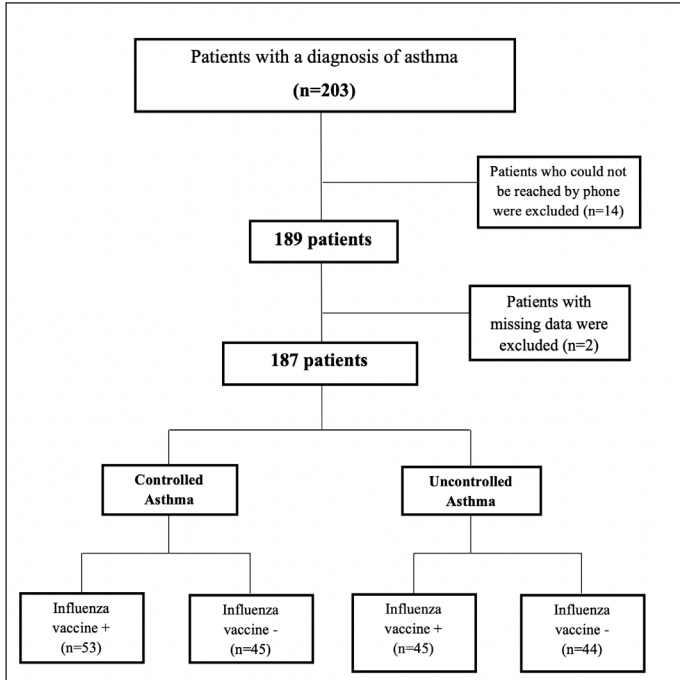 Patients with a diagnosis of asthma
(n=203)
Patients who could not
be reached by phone
were excluded (n=14)
189 patients
Patients with
missing data were
excluded (n=2)
187 patients
Controlled
Asthma
Uncontrolled
Asthma
Influenza
vaccine +
(n=53)
Influenza
vaccine -
(n=45)
Influenza
vaccine +
(n=45)
Influenza
vaccine -
(n=44)